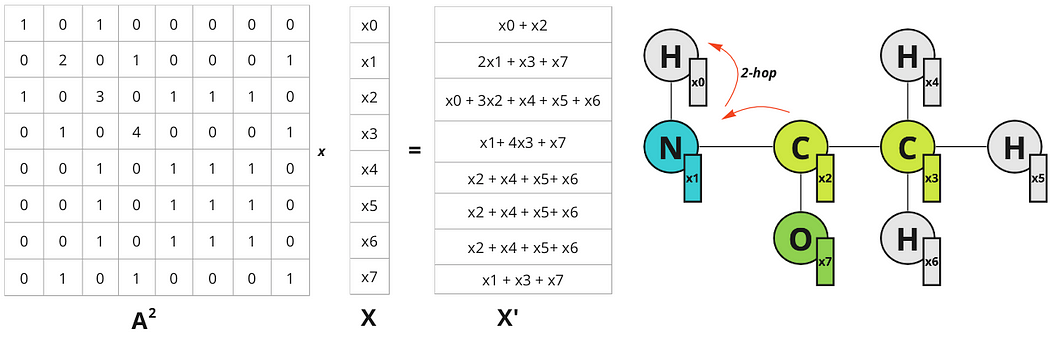 1 0 1 0 0 0 0 0
0 2 0 1 0 0 0 1
1 0 3 0 1 1 1 0
0 1 0 4 0 0 0 1
0 0 1 0 1 1 1 0
0 0 1 0 1 1 1 0
0 0 1 0 1 1 1 0
0 1 0 1 0 0 0 1
A²
x
x0
x1
x2
x3
x4
x5
x6
x7
X
=
x0 + x2
2x1 + x3 + x7
x0 + 3x2 + x4 + x5 + x6
x1+ 4x3 + x7
x2 + x4 + x5+ x6
x2 + x4 + x5+ x6
x2 + x4 + x5+ x6
x1 + x3 + x7
X'
H x0
2-hop
H x4
N x1
C x2
C x3
H x5
O x7
H x6